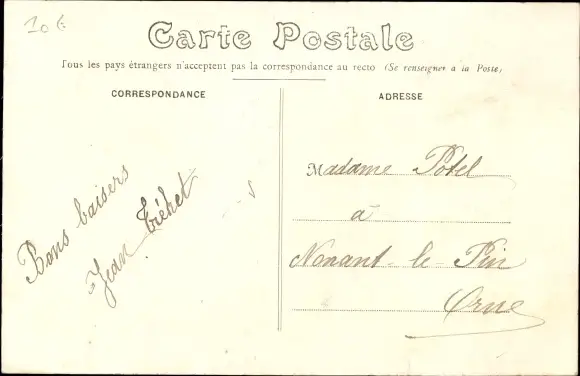 10 €
Carte Postale
Tous les pays étrangers n'acceptent pas la correspondance au recto (Se renseigner à la Poste)
CORRESPONDANCE
Bons baisers
Jean Tréhet
ADRESSE
Madame Potel
à
Nonant-le-Pin
Orne